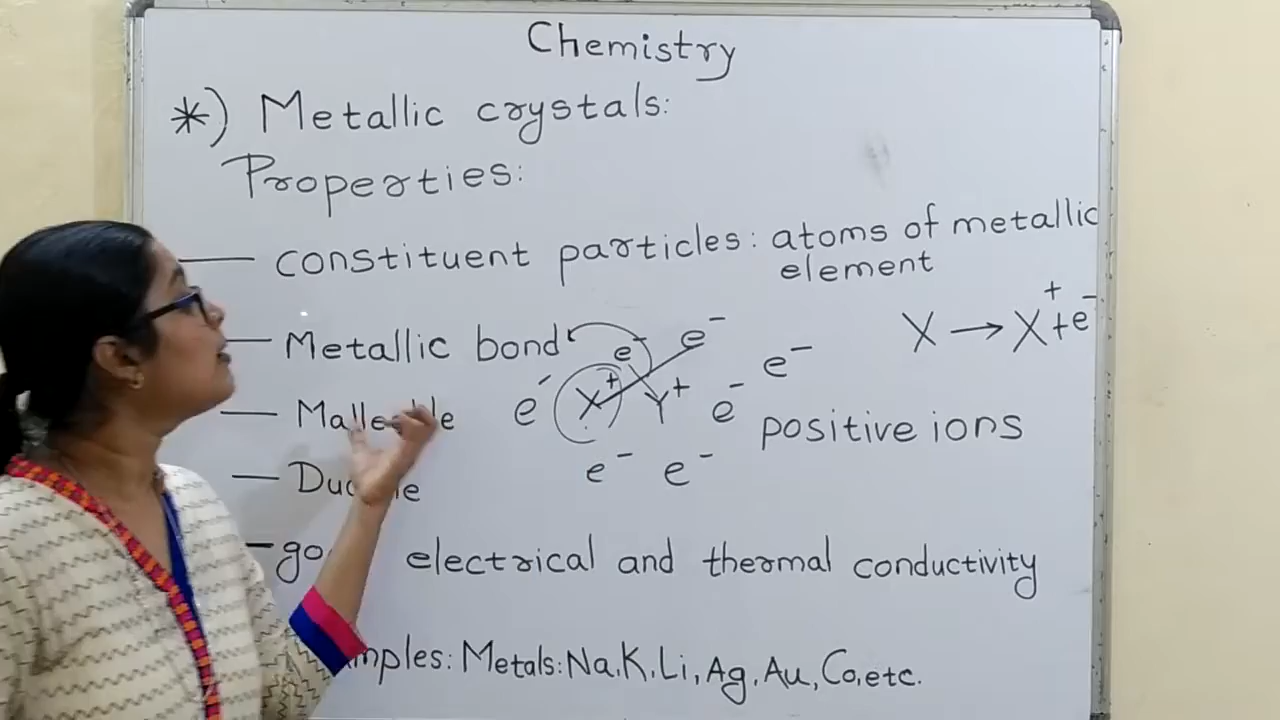 Chemistry
*) Metallic crystals:
Properties:
— constituent particles: atoms of metallic
element
X → X⁺ + e⁻
— Metallic bond
e⁻ e⁻ e⁻
— Malleable e⁻ X⁺ Y⁺ e⁻
positive ions
— e⁻ e⁻
electrical and thermal conductivity
Metals: Na, K, Li, Ag, Au, Co, etc.